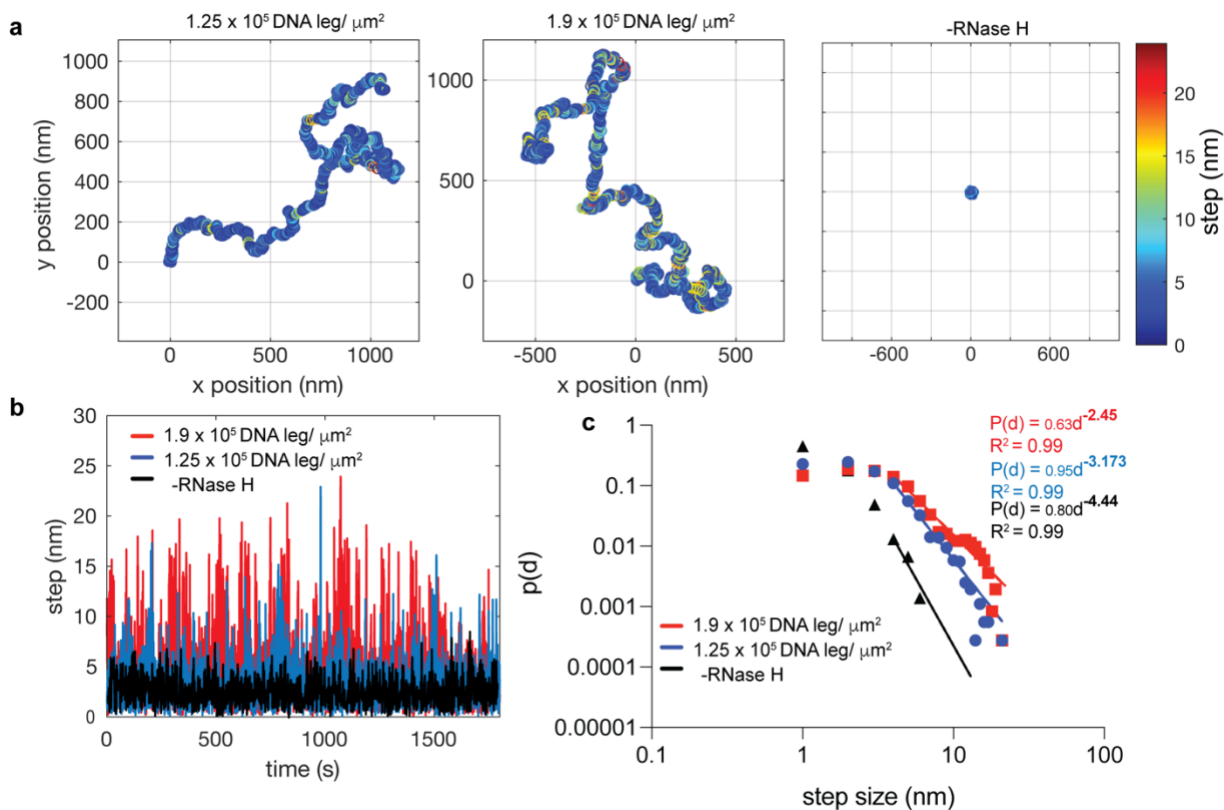 a
1.25 x 10⁵ DNA leg/ μm²
1.9 x 10⁵ DNA leg/ μm²
-RNase H
y position (nm)
1000
800
600
400
200
0
-200
0
500
1000
x position (nm)
1000
500
0
-500
0
500
x position (nm)
-600
0
600
20
15
10
5
0
step (nm)
b
30
25
20
15
10
5
0
step (nm)
1.9 x 10⁵ DNA leg/ μm²
1.25 x 10⁵ DNA leg/ μm²
-RNase H
0
500
1000
1500
time (s)
c
1
0.1
0.01
0.001
0.0001
0.00001
p(d)
P(d) = 0.63d^-2.45
R² = 0.99
P(d) = 0.95d^-3.173
R² = 0.99
P(d) = 0.80d^-4.44
R² = 0.99
1.9 x 10⁵ DNA leg/ μm²
1.25 x 10⁵ DNA leg/ μm²
-RNase H
0.1
1
10
100
step size (nm)